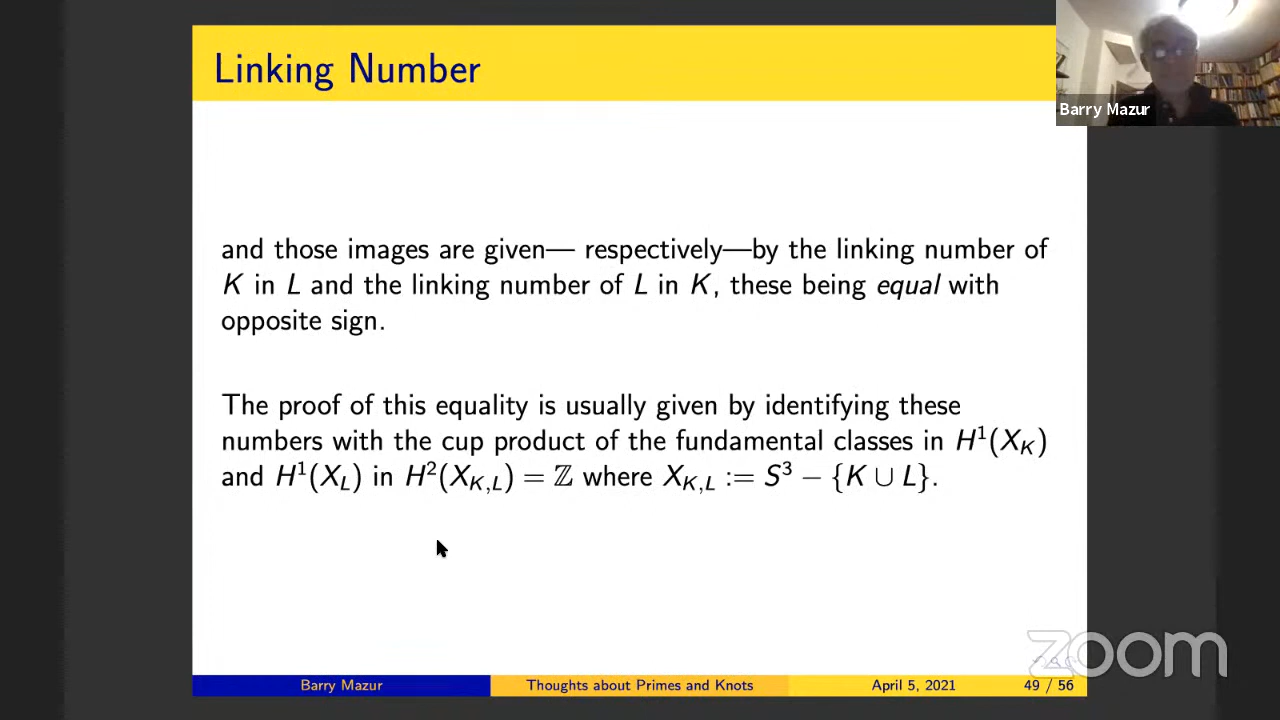 Linking Number
Barry Mazur
and those images are given— respectively—by the linking number of
K in L and the linking number of L in K, these being equal with
opposite sign.
The proof of this equality is usually given by identifying these
numbers with the cup product of the fundamental classes in H¹(X_K)
and H¹(X_L) in H²(X_{K,L}) = ℤ where X_{K,L} := S³ − {K ∪ L}.
zoom
Barry Mazur
Thoughts about Primes and Knots
April 5, 2021
49 / 56